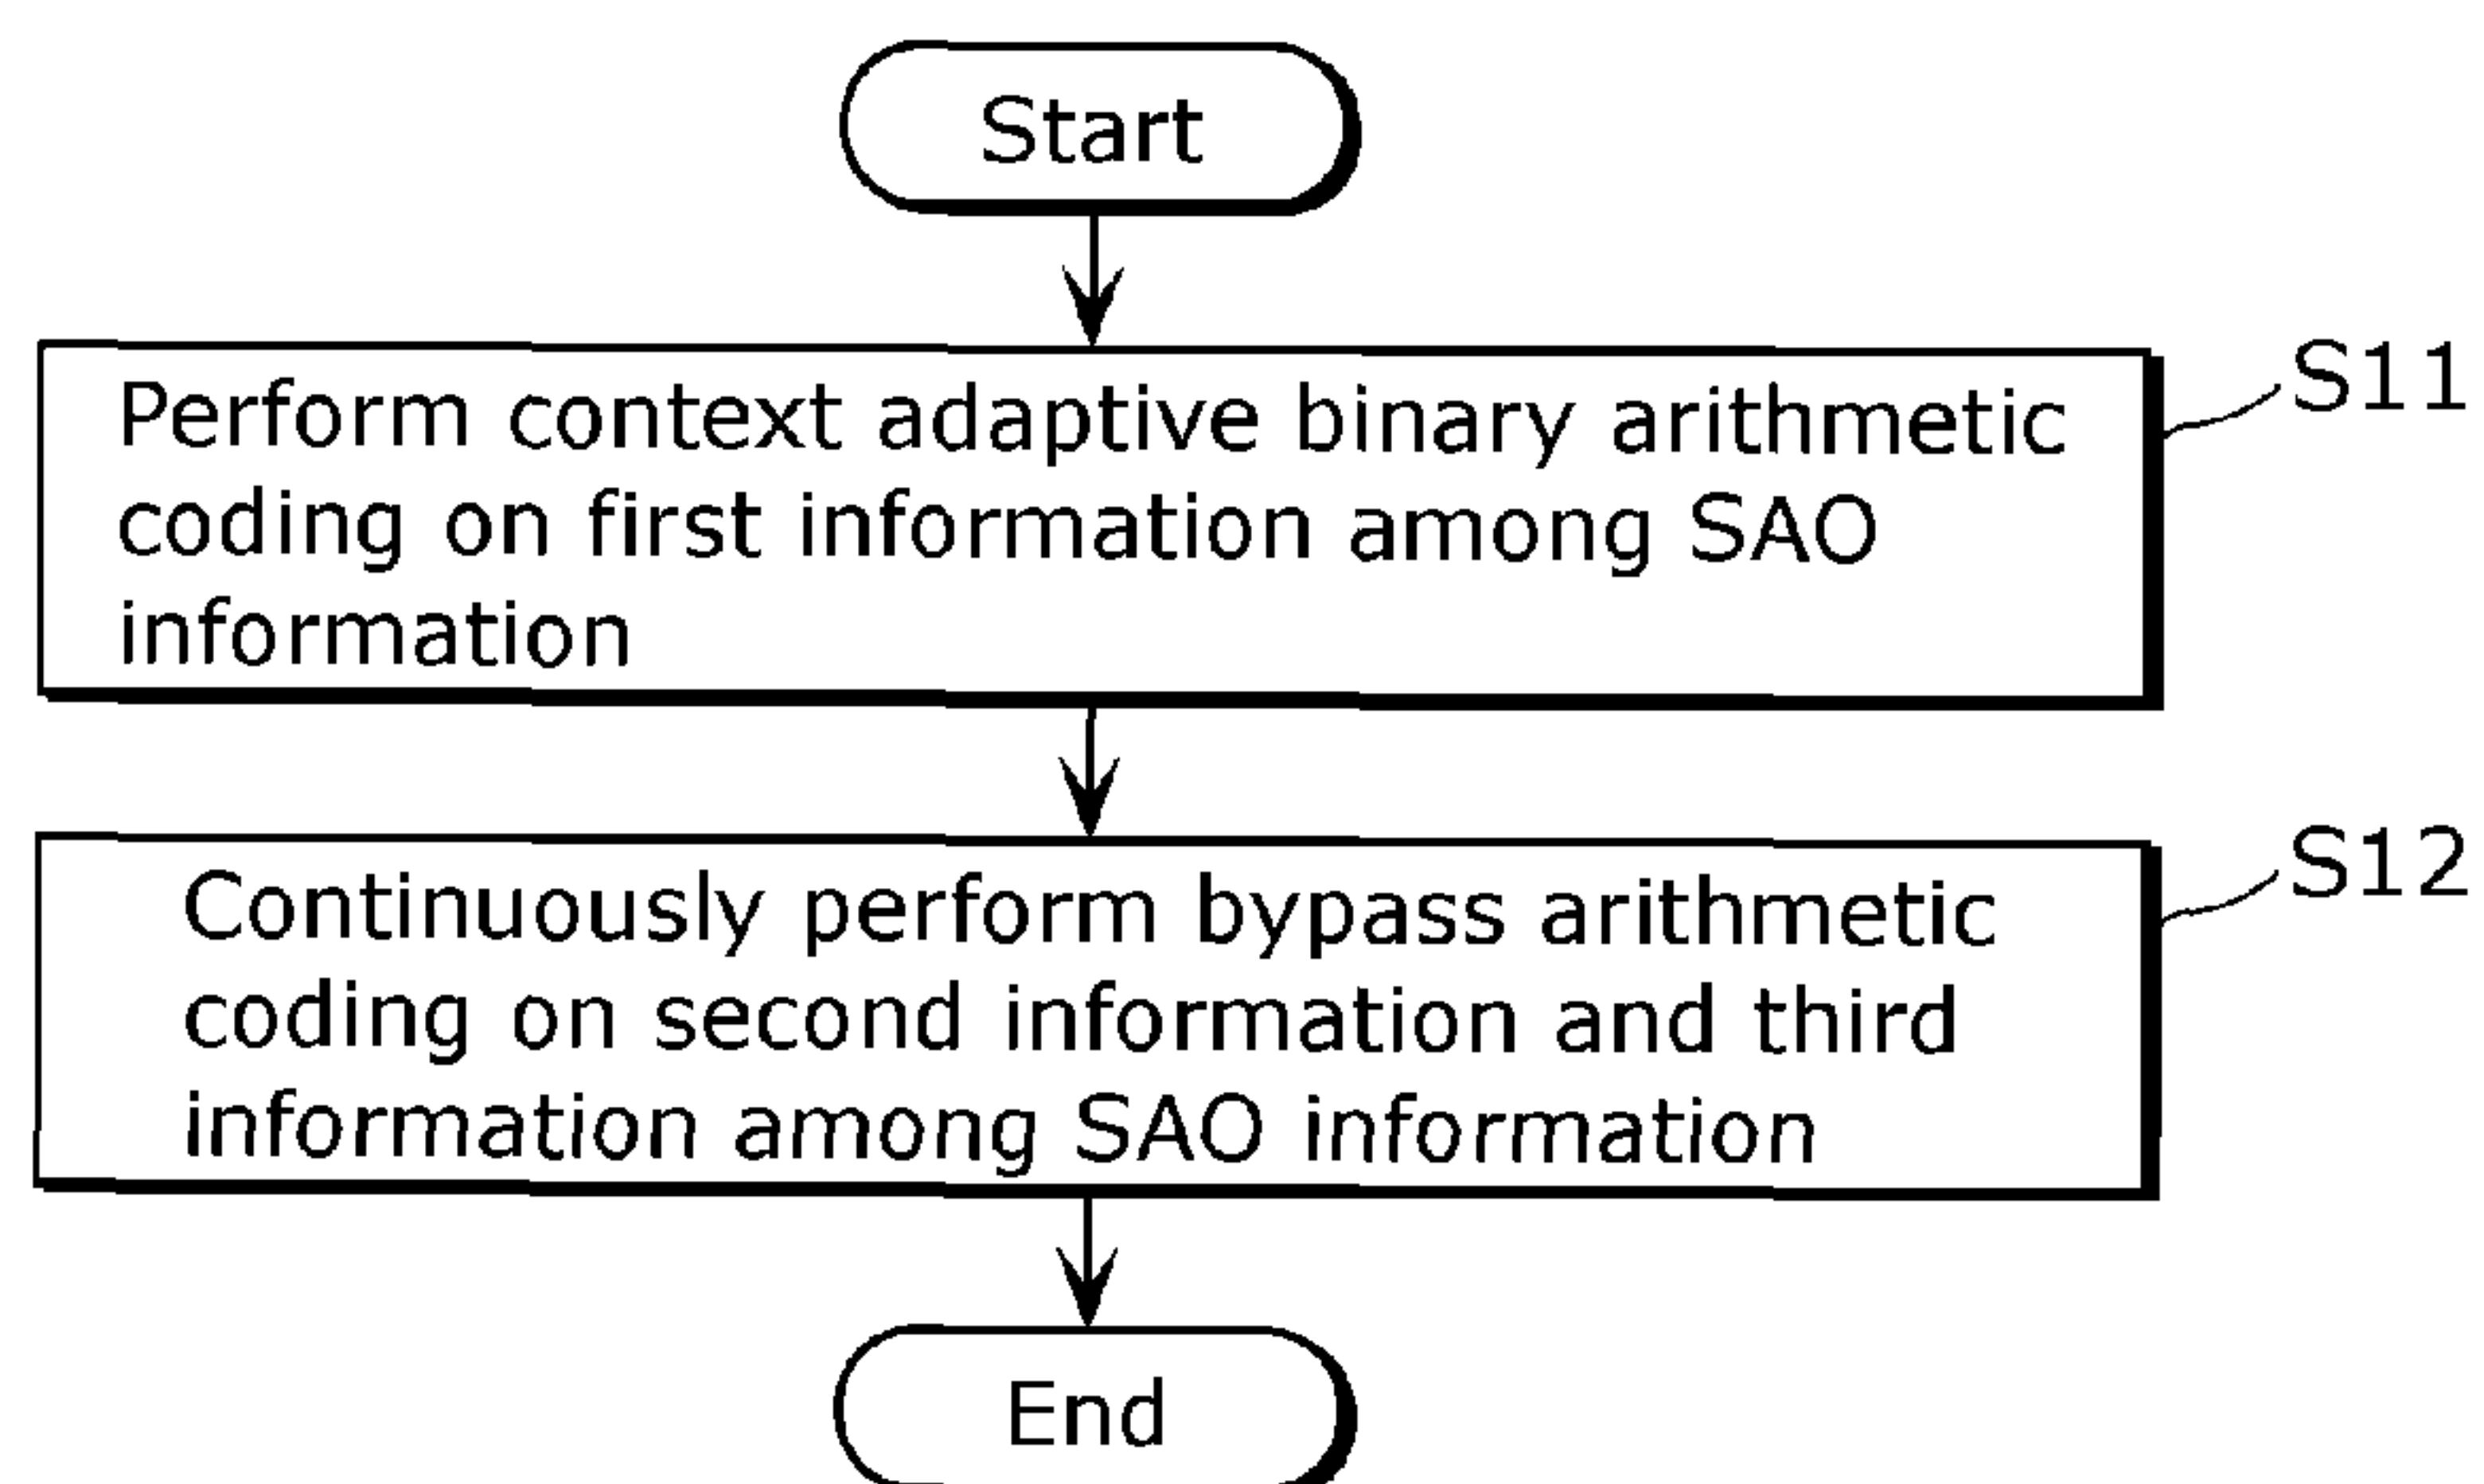 Start
S11
Perform context adaptive binary arithmetic
coding on first information among SAO
information
S12
Continuously perform bypass arithmetic
coding on second information and third
information among SAO information
End